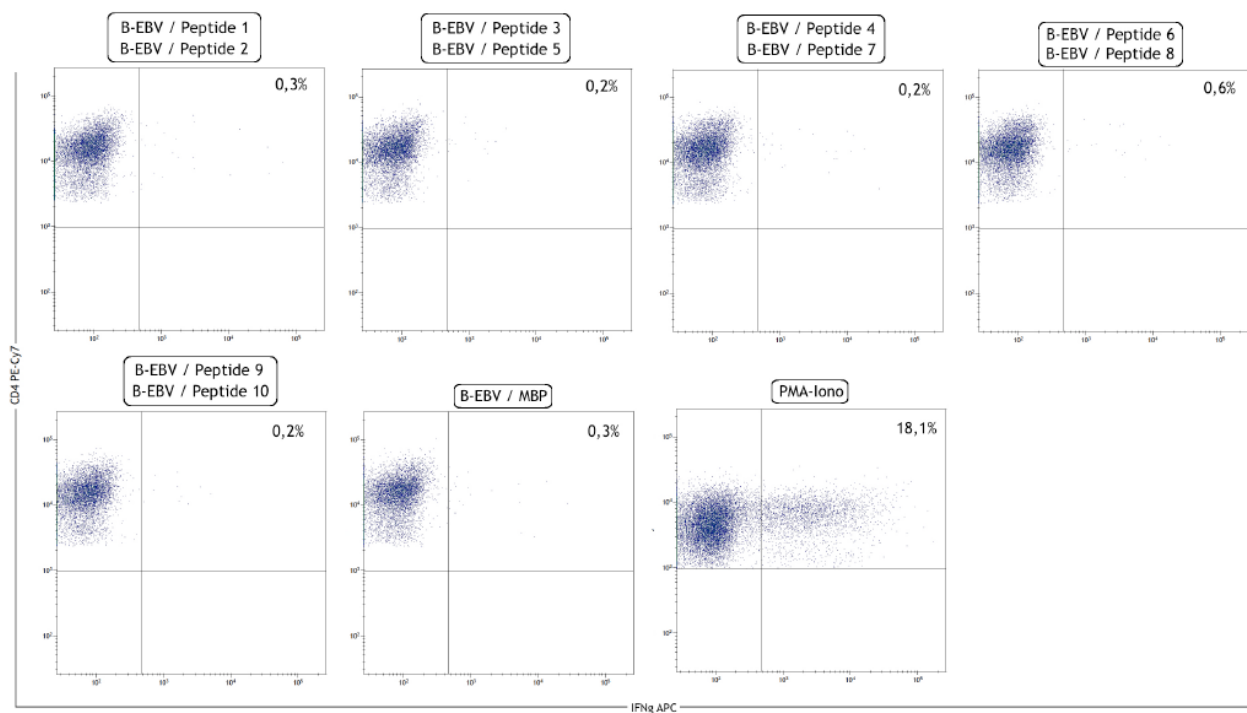 B-EBV / Peptide 1
B-EBV / Peptide 2
B-EBV / Peptide 3
B-EBV / Peptide 5
B-EBV / Peptide 4
B-EBV / Peptide 7
B-EBV / Peptide 6
B-EBV / Peptide 8
0,3%
0,2%
0,2%
0,6%
B-EBV / Peptide 9
B-EBV / Peptide 10
B-EBV / MBP
PMA-Iono
0,2%
0,3%
18,1%
CD4 PE-Cy7
IFNg APC